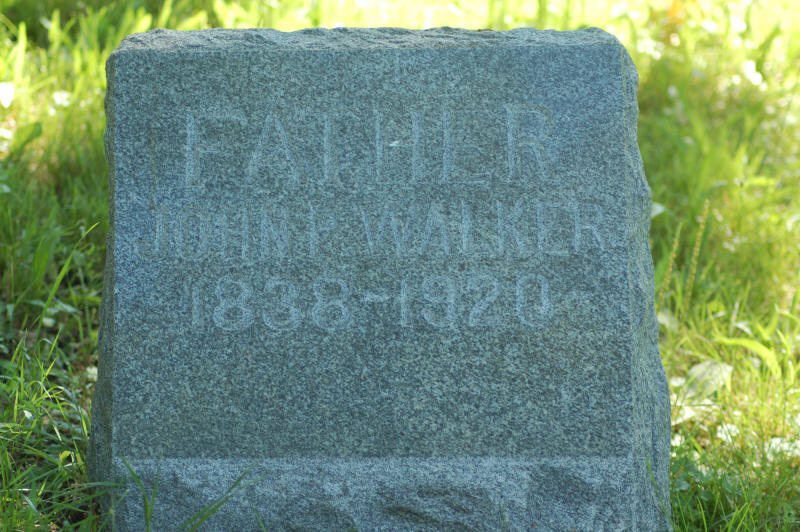 FATHER
JOHN P. WALKER
1838-1920